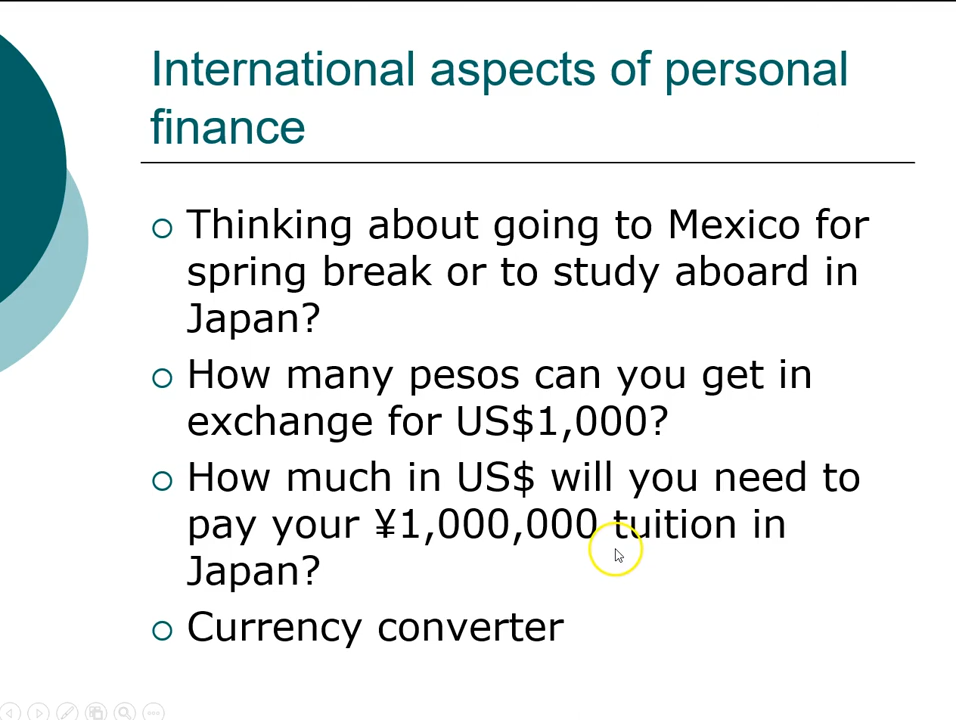 International aspects of personal
finance
Thinking about going to Mexico for
spring break or to study aboard in
Japan?
How many pesos can you get in
exchange for US$1,000?
How much in US$ will you need to
pay your ¥1,000,000 tuition in
Japan?
Currency converter